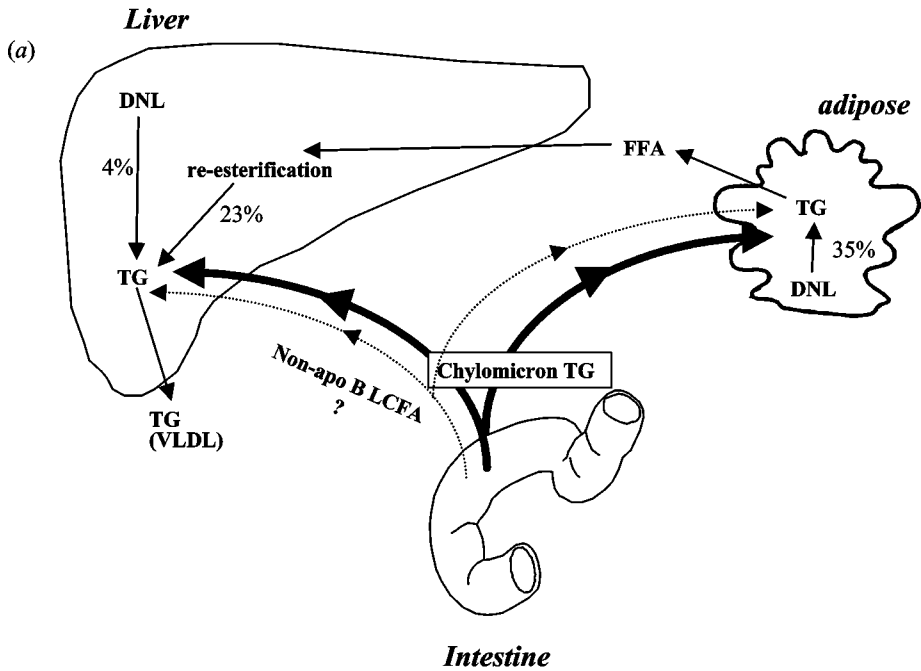 Liver
(a)
DNL
adipose
4%
re-esterification
FFA
23%
TG
35%
TG
DNL
Chylomicron TG
Non-apo B LCFA
?
TG
(VLDL)
Intestine